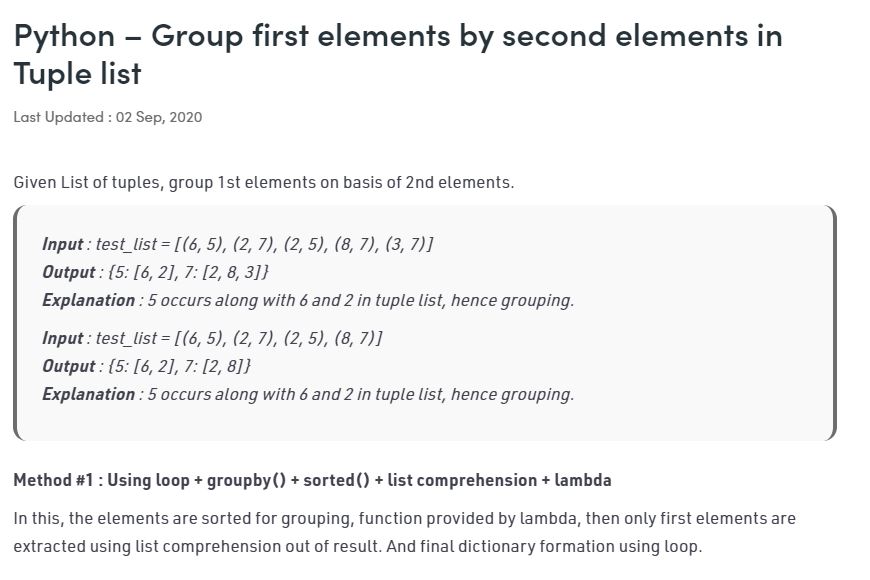 Python – Group first elements by second elements in
Tuple list
Last Updated : 02 Sep, 2020
Given List of tuples, group 1st elements on basis of 2nd elements.
Input : test_list = [(6, 5), (2, 7), (2, 5), (8, 7), (3, 7)]
Output : {5: [6, 2], 7: [2, 8, 3]}
Explanation : 5 occurs along with 6 and 2 in tuple list, hence grouping.
Input : test_list = [(6, 5), (2, 7), (2, 5), (8, 7)]
Output : {5: [6, 2], 7: [2, 8]}
Explanation : 5 occurs along with 6 and 2 in tuple list, hence grouping.
Method #1 : Using loop + groupby() + sorted() + list comprehension + lambda
In this, the elements are sorted for grouping, function provided by lambda, then only first elements are
extracted using list comprehension out of result. And final dictionary formation using loop.